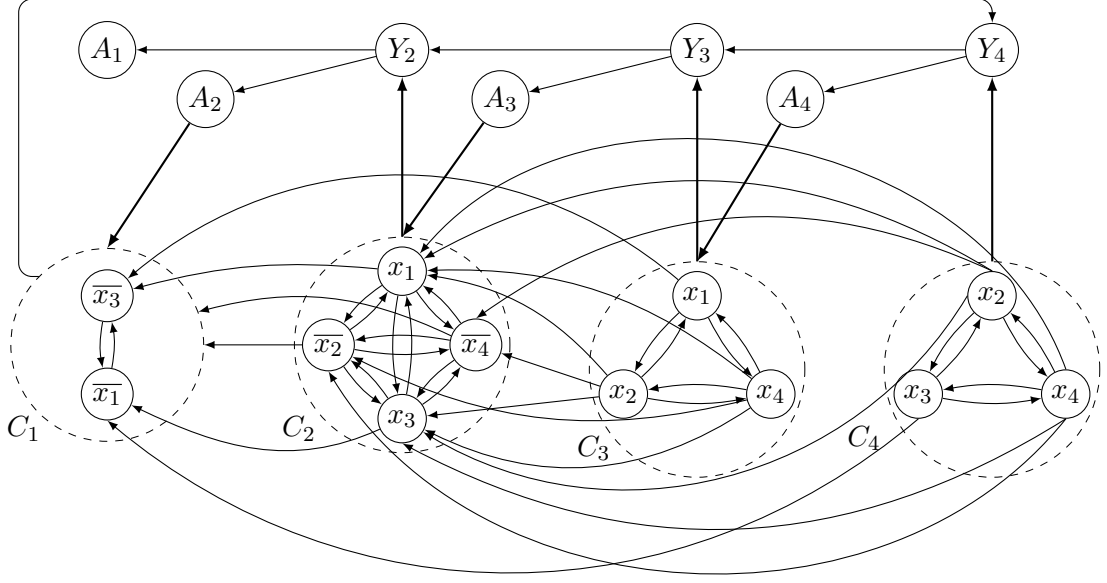 A₁ Y₂ Y₃ Y₄
A₂ A₃ A₄
x₁
x̅₃ x₁ x₂
x̅₂ x̅₄
x̅₁ x₂ x₄ x₃ x₄
x₃
C₁ C₂ C₃ C₄